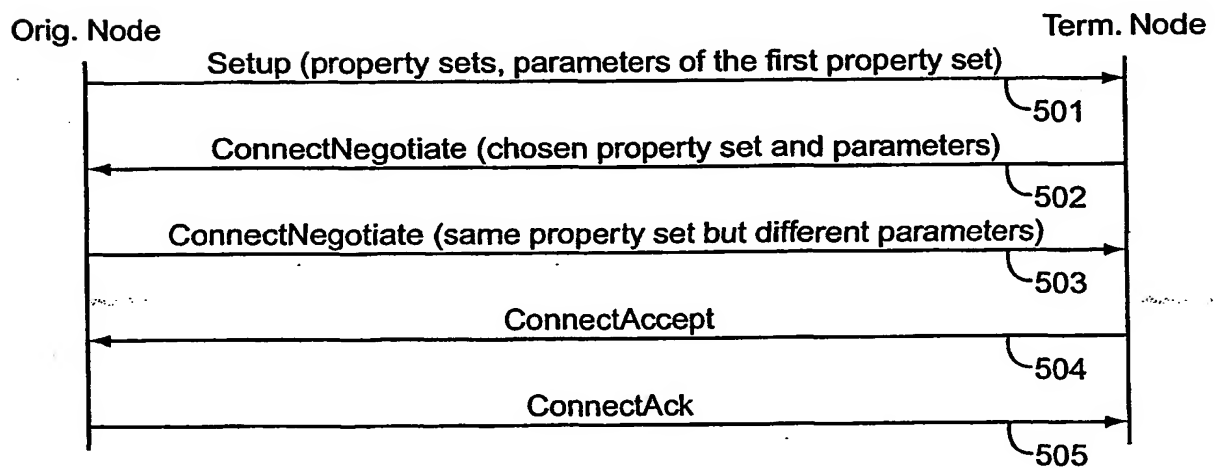 Orig. Node
Term. Node
Setup (property sets, parameters of the first property set)
501
ConnectNegotiate (chosen property set and parameters)
502
ConnectNegotiate (same property set but different parameters)
503
ConnectAccept
504
ConnectAck
505